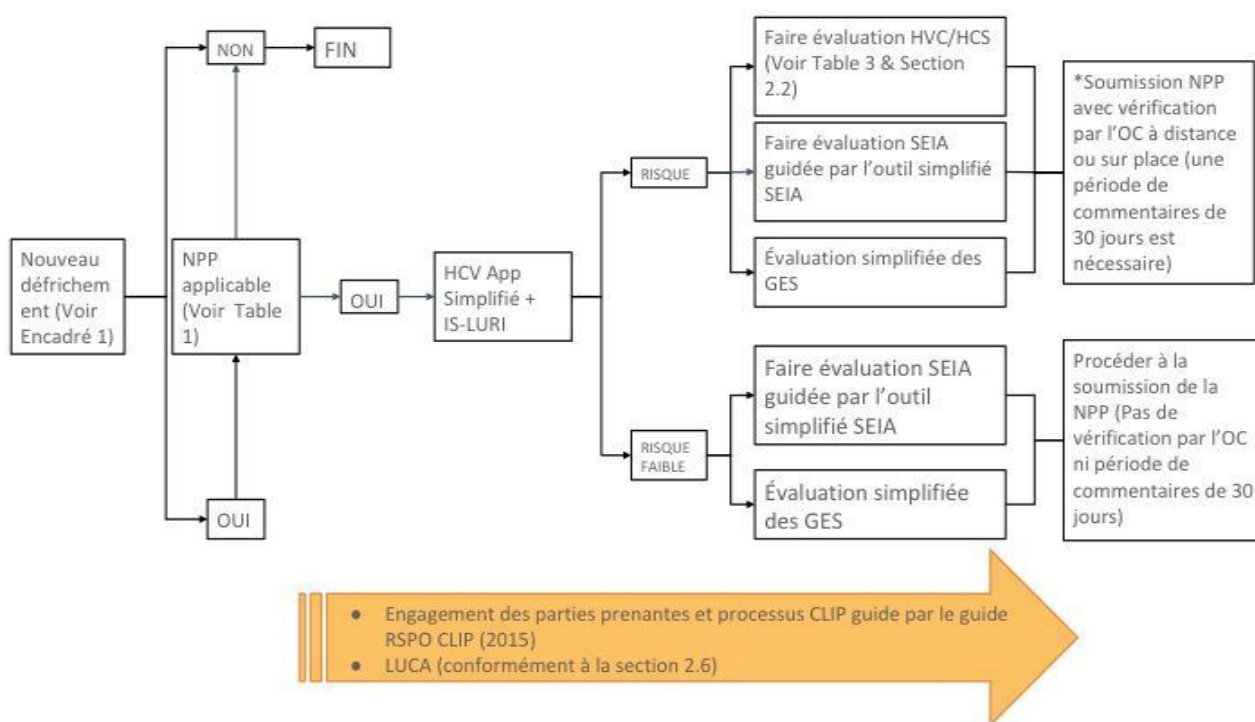 NON
FIN
Nouveau
défrichem
ent (Voir
Encadré 1)
NPP
applicable
(Voir Table
1)
OUI
OUI
HCV App
Simplifié +
IS-LURI
RISQUE
Faire évaluation HVC/HCS
(Voir Table 3 & Section
2.2)
Faire évaluation SEIA
guidée par l’outil simplifié
SEIA
Évaluation simplifiée des
GES
*Soumission NPP
avec vérification
par l’OC à distance
ou sur place (une
période de
commentaires de
30 jours est
nécessaire)
RISQUE
FAIBLE
Faire évaluation SEIA
guidée par l’outil
simplifié SEIA
Évaluation simplifiée
des GES
Procéder à la
soumission de la
NPP (Pas de
vérification par l’OC
ni période de
commentaires de 30
jours)
● Engagement des parties prenantes et processus CLIP guide par le guide
RSPO CLIP (2015)
● LUCA (conformément à la section 2.6)